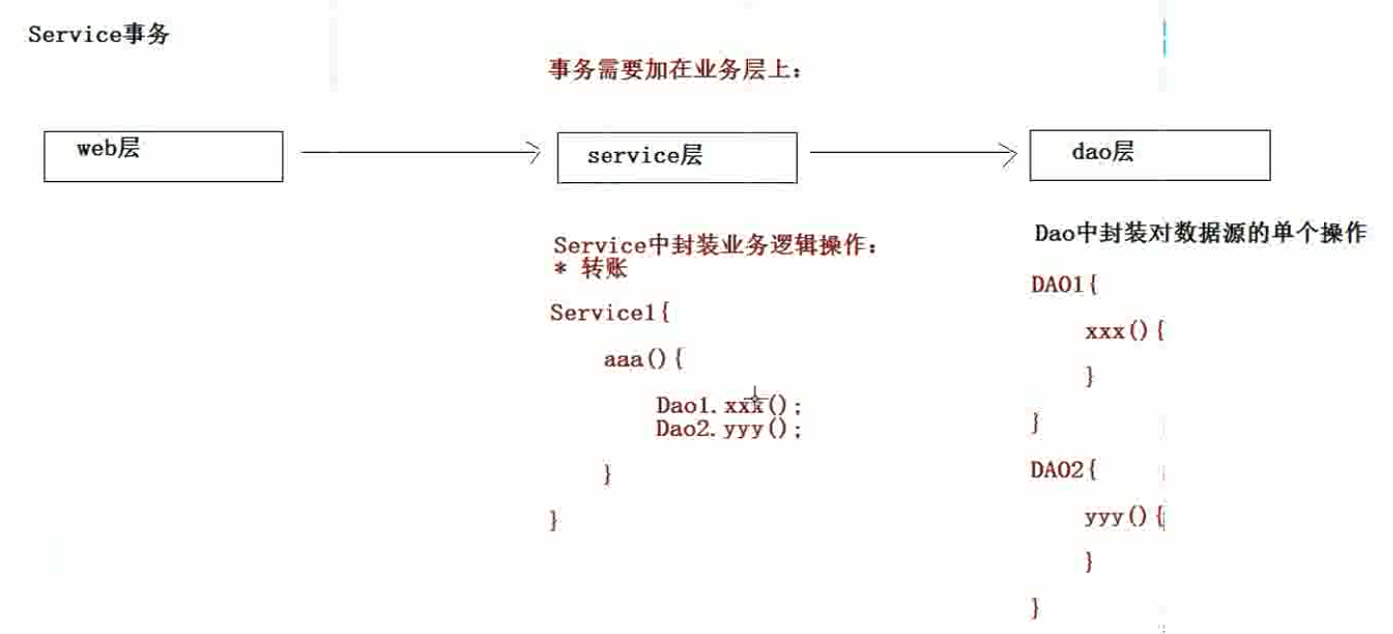 Service事务
事务需要加在业务层上:
web层
service层
dao层
Service中封装业务逻辑操作:
* 转账
Service1{
aaa(){
Dao1.xxx();
Dao2.yyy();
}
}
Dao中封装对数据源的单个操作
DAO1{
xxx(){
}
}
DAO2{
yyy(){
}
}